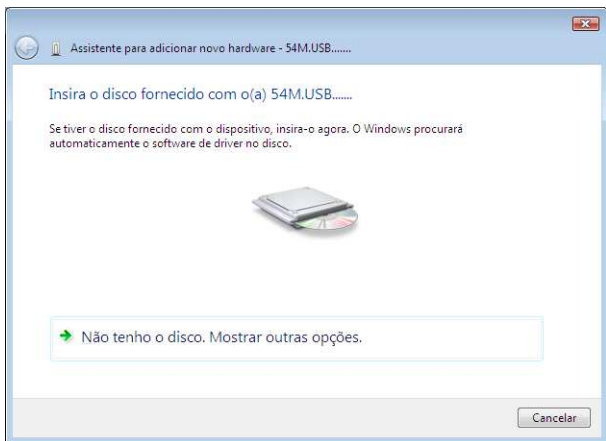 Assistente para adicionar novo hardware - 54M.USB.......
Insira o disco fornecido com o(a) 54M.USB.......
Se tiver o disco fornecido com o dispositivo, insira-o agora. O Windows procurará
automaticamente o software de driver no disco.
Não tenho o disco. Mostrar outras opções.
Cancelar